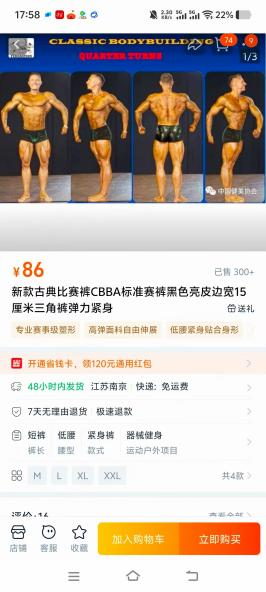 17:58
2.30 KB/s 5G 5G 22%
CLASSIC BODYBUILDING
QUARTER TURNS
74
9
1/3
中国健美协会
¥86
已售 300+
新款古典比赛裤CBBA标准赛裤黑色亮皮边宽15
厘米三角裤弹力紧身
送礼
专业赛事级塑形
高弹面料自由伸展
低腰紧身贴合身形
开通省钱卡，领120元通用红包
48小时内发货 江苏南京 快递：免运费
7天无理由退货 极速退款
短裤 低腰 紧身裤 器械健身
裤长 腰型 款式 运动户外项目
M L XL XXL
共4款
评价·16
查看全部
店铺
客服
收藏
加入购物车
立即购买